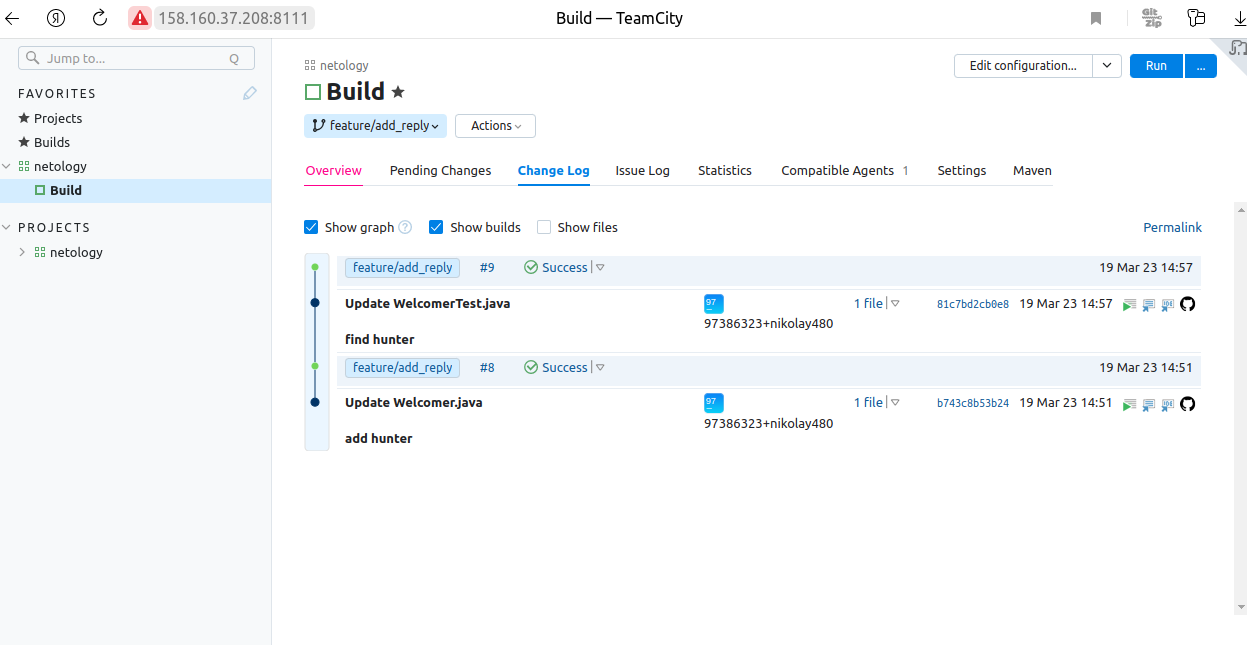 158.160.37.208:8111
Build — TeamCity
Git
Zip
Jump to...
Q
FAVORITES
Projects
Builds
netology
Build
PROJECTS
netology
netology
Build
Edit configuration...
Run
...
feature/add_reply
Actions
Overview
Pending Changes
Change Log
Issue Log
Statistics
Compatible Agents 1
Settings
Maven
Show graph ?
Show builds
Show files
Permalink
feature/add_reply #9 Success 19 Mar 23 14:57
Update WelcomerTest.java 97 1 file 81c7bd2cb0e8 19 Mar 23 14:57
97386323+nikolay480
find hunter
feature/add_reply #8 Success 19 Mar 23 14:51
Update Welcomer.java 97 1 file b743c8b53b24 19 Mar 23 14:51
97386323+nikolay480
add hunter